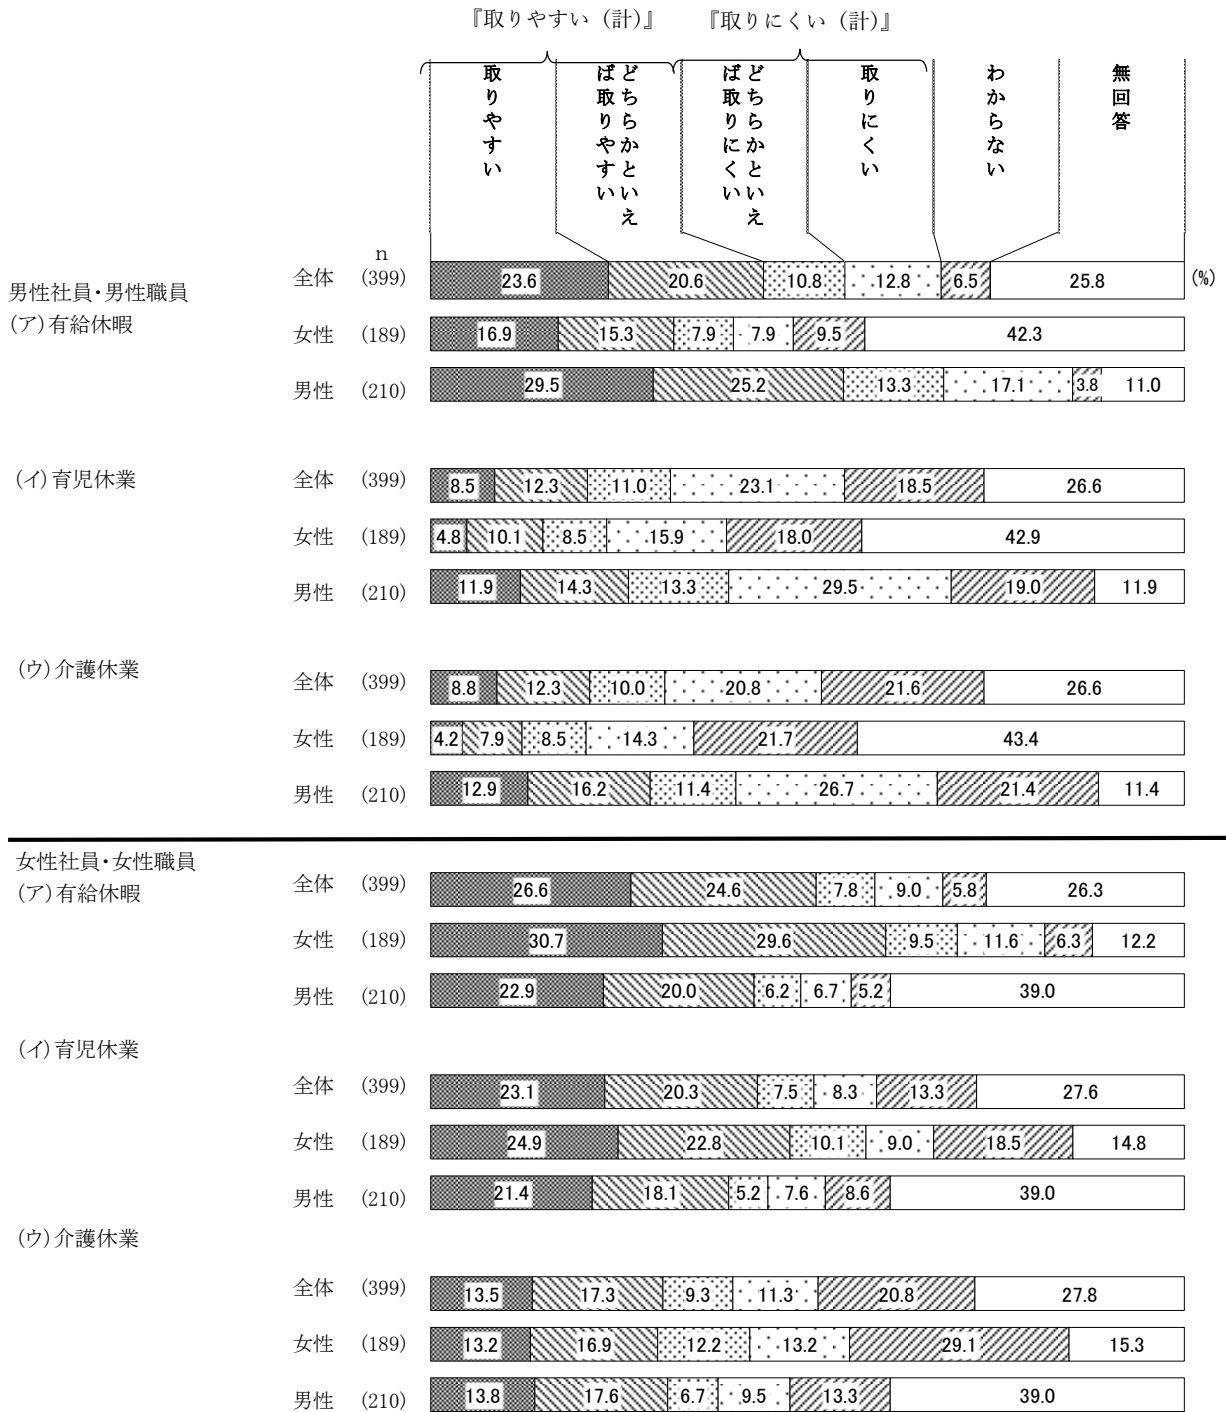 『取りやすい（計）』 『取りにくい（計）』
取りやすい
どちらかといえ
ば取りやすい
どちらかといえ
ば取りにくい
取りにくい
わからない
無回答
n
男性社員・男性職員
(ア)有給休暇
全体 (399) 23.6 20.6 10.8 12.8 6.5 25.8 (%)
女性 (189) 16.9 15.3 7.9 7.9 9.5 42.3
男性 (210) 29.5 25.2 13.3 17.1 3.8 11.0
(イ)育児休業
全体 (399) 8.5 12.3 11.0 23.1 18.5 26.6
女性 (189) 4.8 10.1 8.5 15.9 18.0 42.9
男性 (210) 11.9 14.3 13.3 29.5 19.0 11.9
(ウ)介護休業
全体 (399) 8.8 12.3 10.0 20.8 21.6 26.6
女性 (189) 4.2 7.9 8.5 14.3 21.7 43.4
男性 (210) 12.9 16.2 11.4 26.7 21.4 11.4
女性社員・女性職員
(ア)有給休暇
全体 (399) 26.6 24.6 7.8 9.0 5.8 26.3
女性 (189) 30.7 29.6 9.5 11.6 6.3 12.2
男性 (210) 22.9 20.0 6.2 6.7 5.2 39.0
(イ)育児休業
全体 (399) 23.1 20.3 7.5 8.3 13.3 27.6
女性 (189) 24.9 22.8 10.1 9.0 18.5 14.8
男性 (210) 21.4 18.1 5.2 7.6 8.6 39.0
(ウ)介護休業
全体 (399) 13.5 17.3 9.3 11.3 20.8 27.8
女性 (189) 13.2 16.9 12.2 13.2 29.1 15.3
男性 (210) 13.8 17.6 6.7 9.5 13.3 39.0